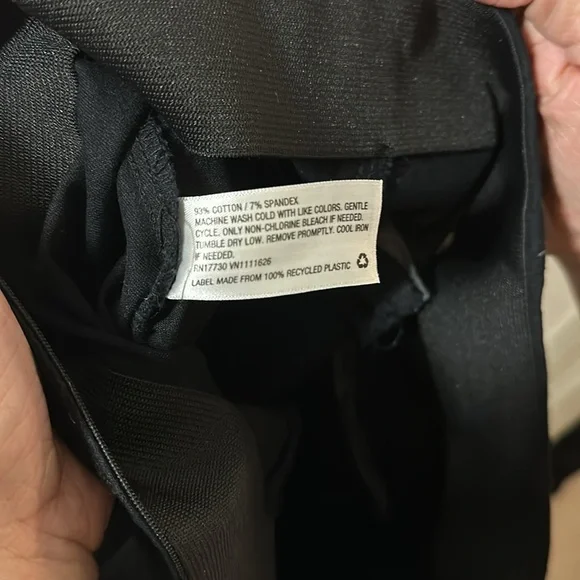 93% COTTON / 7% SPANDEX
MACHINE WASH COLD WITH LIKE COLORS. GENTLE
CYCLE. ONLY NON-CHLORINE BLEACH IF NEEDED.
TUMBLE DRY LOW. REMOVE PROMPTLY. COOL IRON
IF NEEDED.
RN17730 VN1111626
LABEL MADE FROM 100% RECYCLED PLASTIC